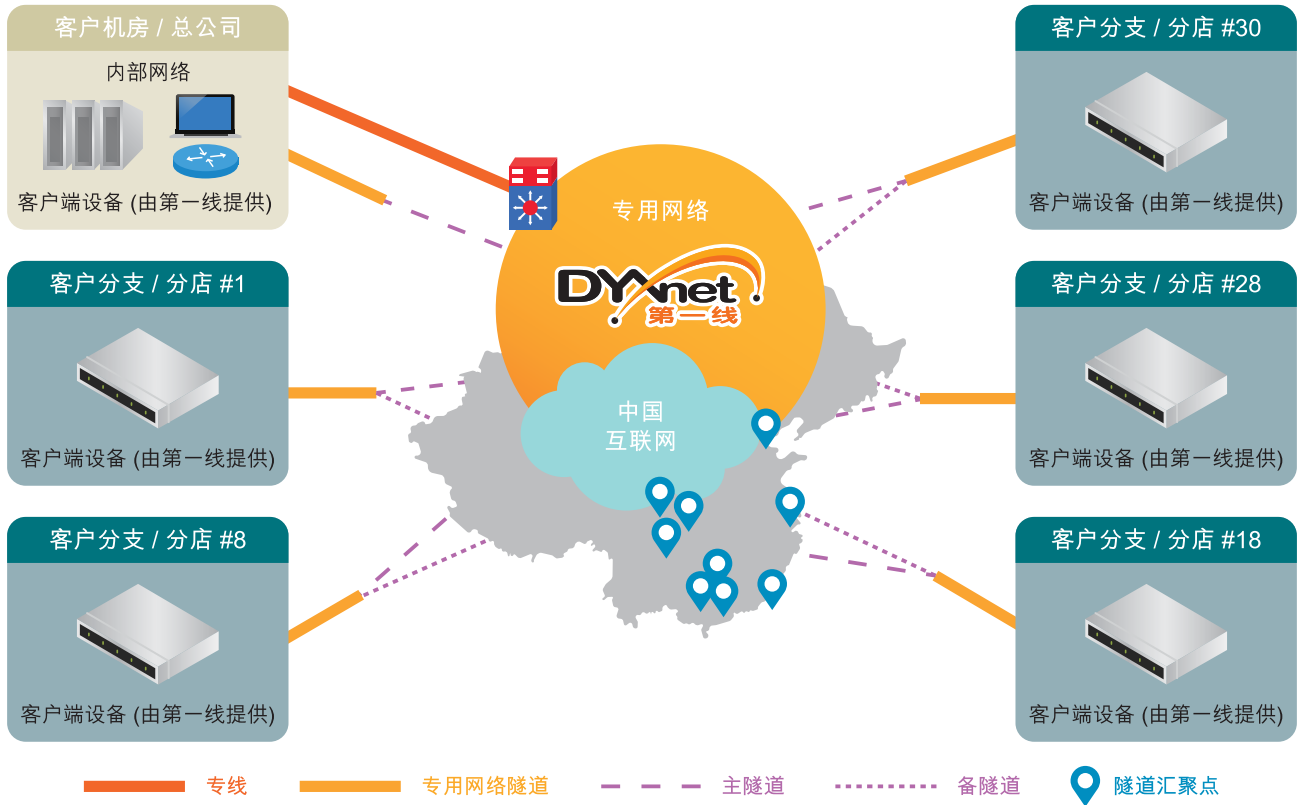 客户机房 / 总公司
内部网络
客户端设备 (由第一线提供)
客户分支 / 分店 #1
客户端设备 (由第一线提供)
客户分支 / 分店 #8
客户端设备 (由第一线提供)
专用网络
DYXnet
第一线
中国
互联网
客户分支 / 分店 #30
客户端设备 (由第一线提供)
客户分支 / 分店 #28
客户端设备 (由第一线提供)
客户分支 / 分店 #18
客户端设备 (由第一线提供)
专线
专用网络隧道
主隧道
备隧道
隧道汇聚点